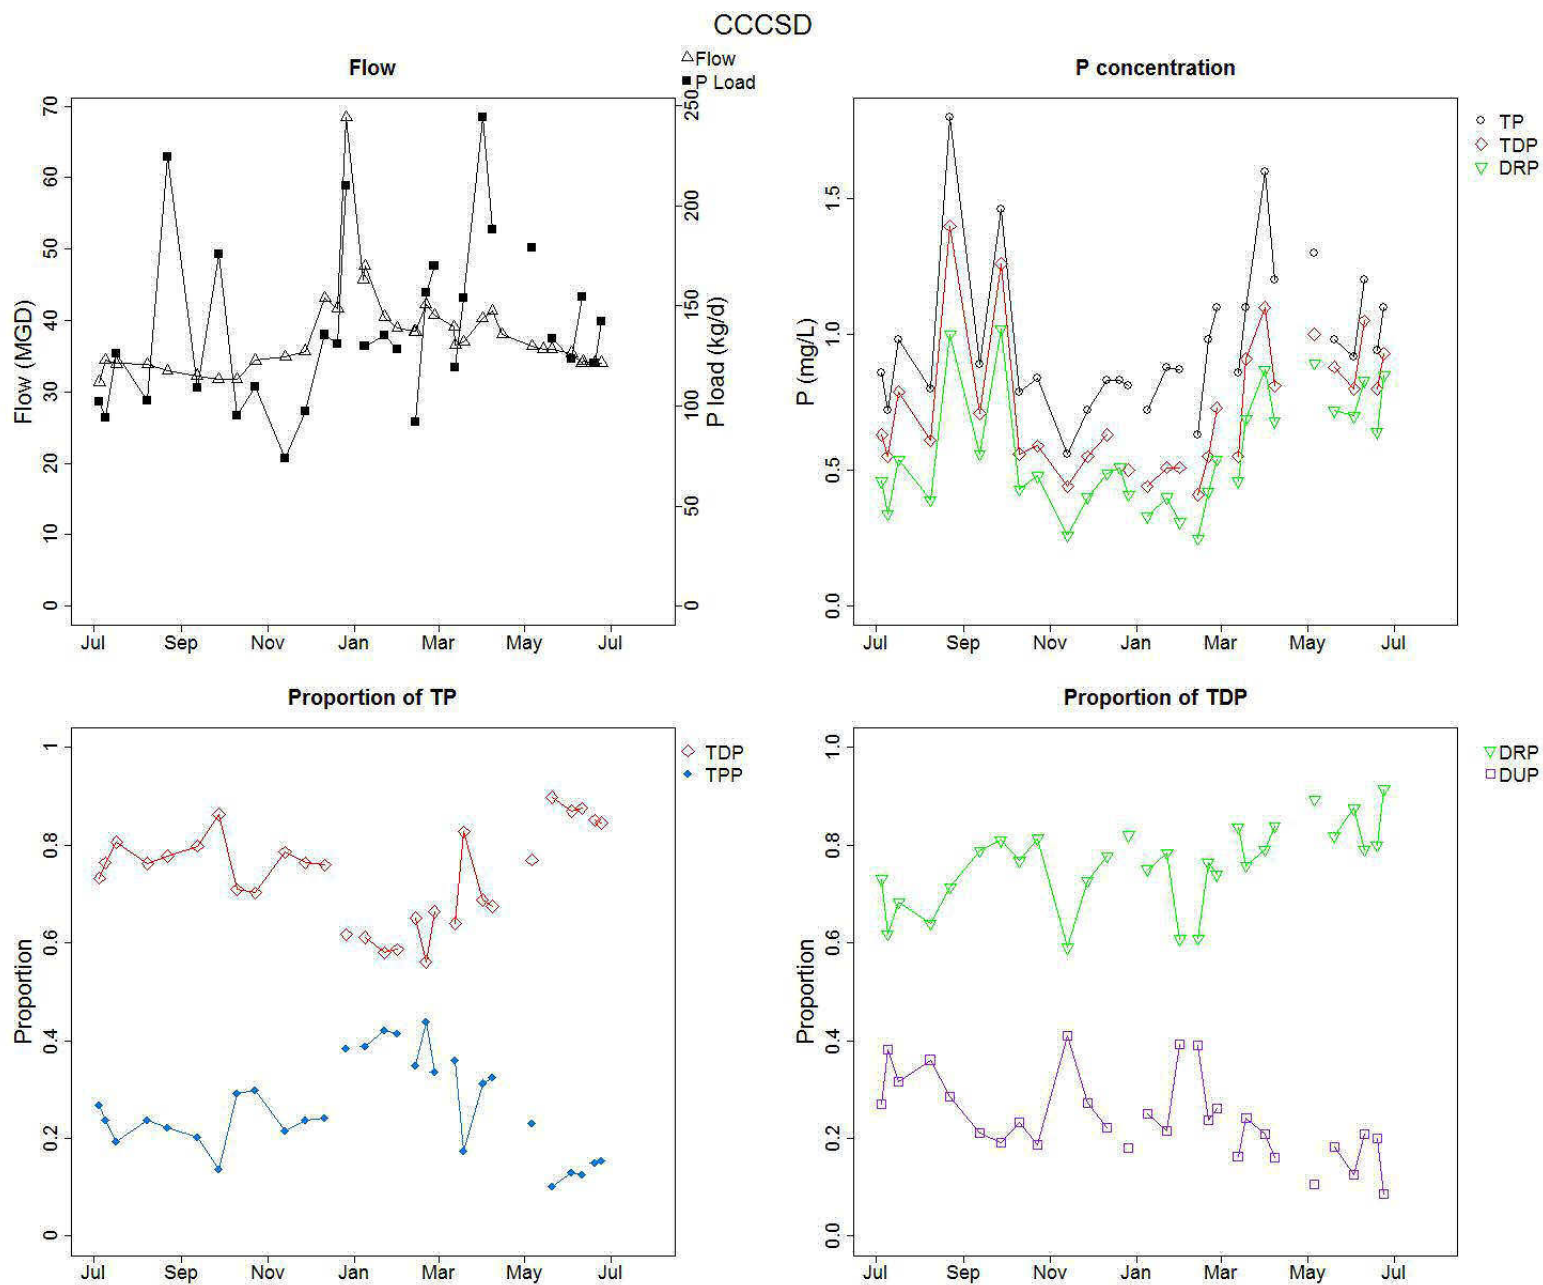 CCCSD
Flow
Flow
P Load
Flow (MGD)
0 10 20 30 40 50 60 70
P load (kg/d)
0 50 100 150 200 250
Jul Sep Nov Jan Mar May Jul
P concentration
TP
TDP
DRP
P (mg/L)
0.0 0.5 1.0 1.5
Jul Sep Nov Jan Mar May Jul
Proportion of TP
TDP
TPP
Proportion
0 0.2 0.4 0.6 0.8 1
Jul Sep Nov Jan Mar May Jul
Proportion of TDP
DRP
DUP
Proportion
0.0 0.2 0.4 0.6 0.8 1.0
Jul Sep Nov Jan Mar May Jul